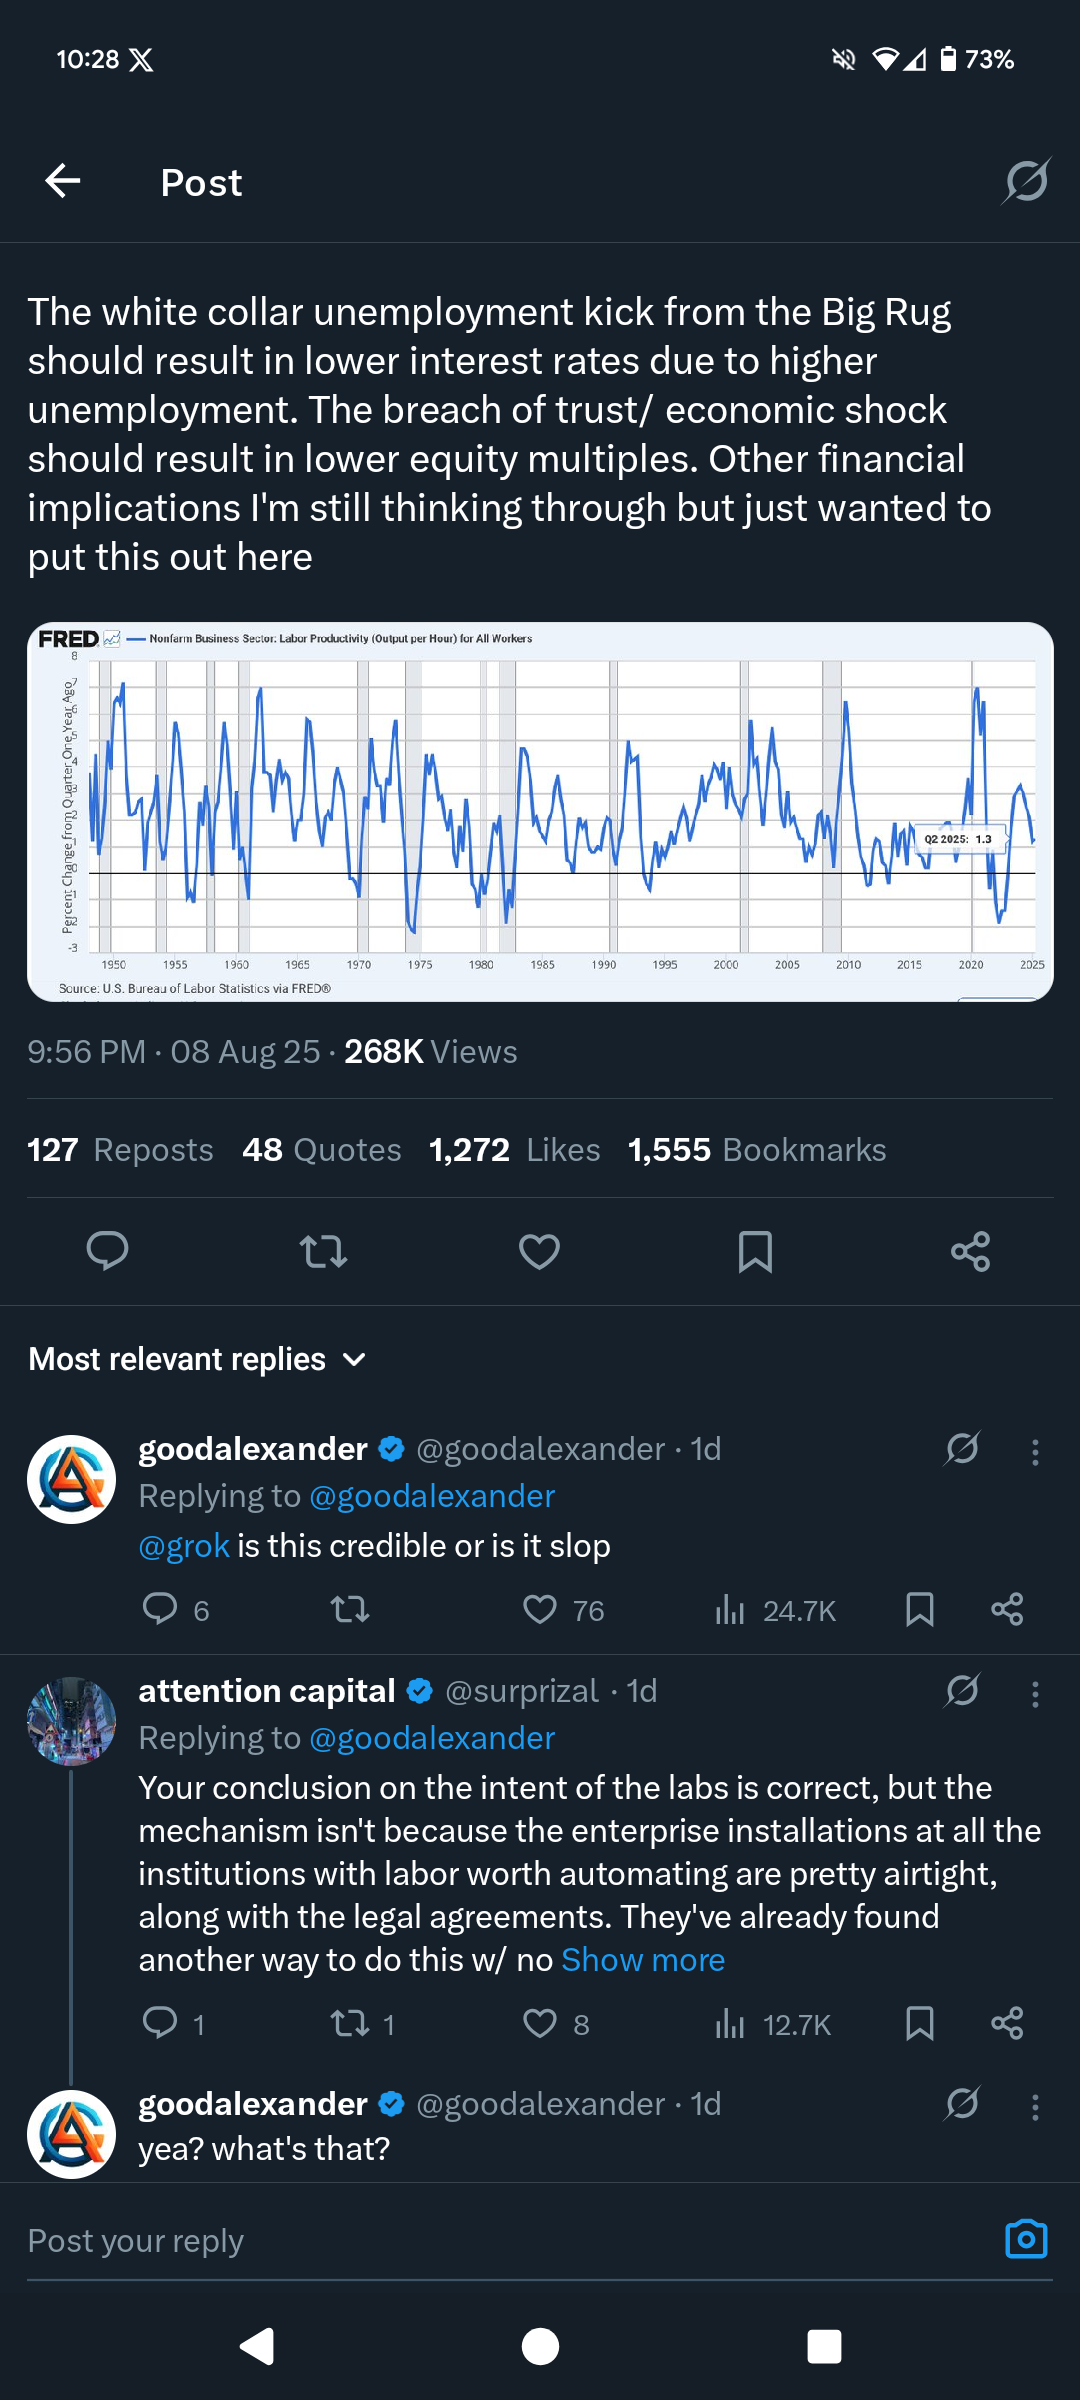 10:28
73%
Post
The white collar unemployment kick from the Big Rug
should result in lower interest rates due to higher
unemployment. The breach of trust/ economic shock
should result in lower equity multiples. Other financial
implications I'm still thinking through but just wanted to
put this out here
FRED Nonfarm Business Sector: Labor Productivity (Output per Hour) for All Workers
Percent Change from Quarter One Year Ago
8
7
6
5
4
3
2
1
0
-1
-2
-3
Q2 2025: 1.3
1950 1955 1960 1965 1970 1975 1980 1985 1990 1995 2000 2005 2010 2015 2020 2025
Source: U.S. Bureau of Labor Statistics via FRED®
9:56 PM · 08 Aug 25 · 268K Views
127 Reposts 48 Quotes 1,272 Likes 1,555 Bookmarks
Most relevant replies
goodalexander @goodalexander · 1d
Replying to @goodalexander
@grok is this credible or is it slop
6 76 24.7K
attention capital @surprizal · 1d
Replying to @goodalexander
Your conclusion on the intent of the labs is correct, but the
mechanism isn't because the enterprise installations at all the
institutions with labor worth automating are pretty airtight,
along with the legal agreements. They've already found
another way to do this w/ no Show more
1 1 8 12.7K
goodalexander @goodalexander · 1d
yea? what's that?
Post your reply